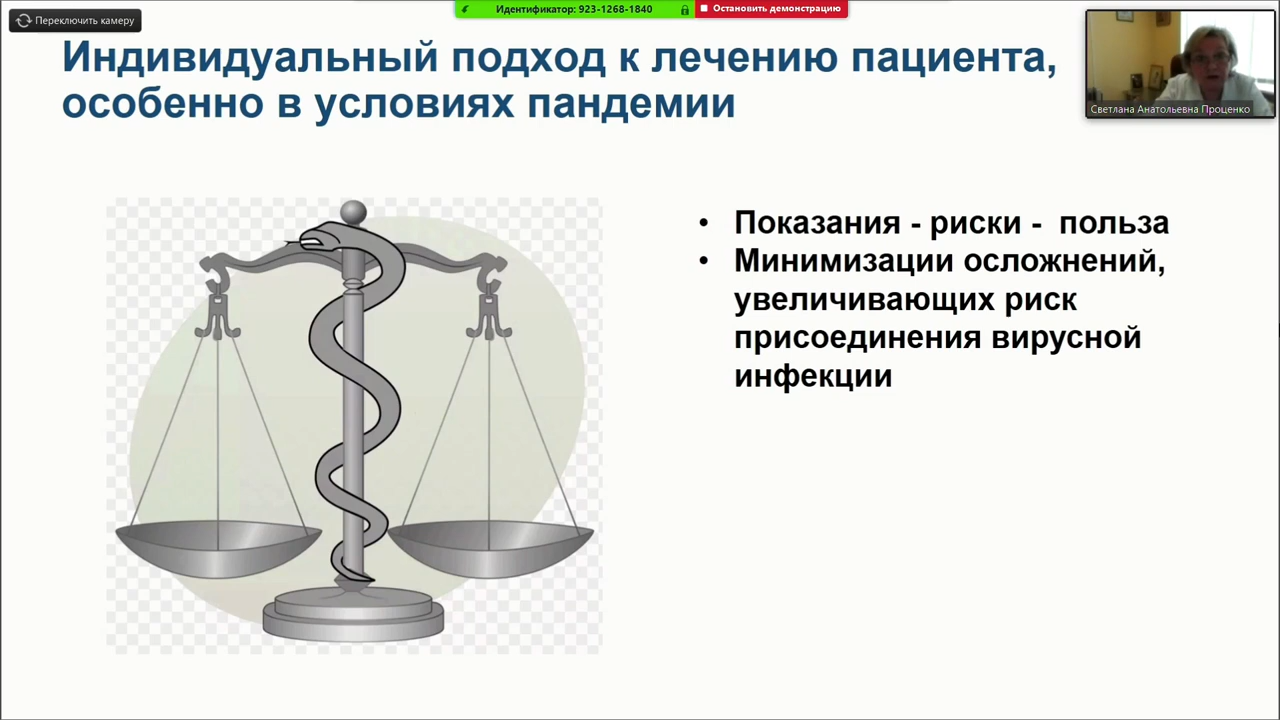 Переключить камеру
Идентификатор: 923-1268-1840
Остановить демонстрацию
Индивидуальный подход к лечению пациента,
особенно в условиях пандемии
Светлана Анатольевна Проценко
• Показания - риски - польза
• Минимизации осложнений,
увеличивающих риск
присоединения вирусной
инфекции